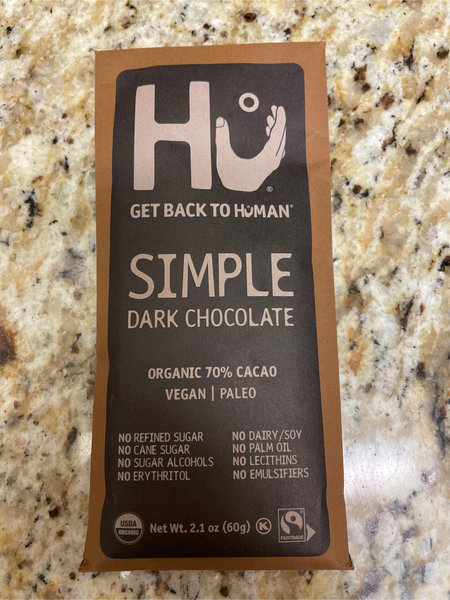 HU
®
GET BACK TO HUMAN®
SIMPLE
DARK CHOCOLATE
ORGANIC 70% CACAO
VEGAN | PALEO
NO REFINED SUGAR
NO CANE SUGAR
NO SUGAR ALCOHOLS
NO ERYTHRITOL
NO DAIRY/SOY
NO PALM OIL
NO LECITHINS
NO EMULSIFIERS
USDA
ORGANIC
Net Wt. 2.1 oz (60g)
K
FAIRTRADE